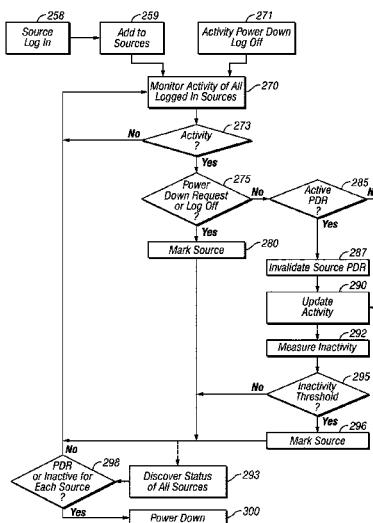 258
259
271
Source
Log In
Add to
Sources
Activity Power Down
Log Off
Monitor Activity of All
Logged In Sources
270
No
Activity
?
273
Yes
Power
Down Request
or Log Off
?
275
No
Active
PDR
?
285
Yes
Yes
Mark Source
280
287
Invalidate Source PDR
290
Update
Activity
292
Measure Inactivity
No
Inactivity
Threshold
?
295
Yes
Mark Source
296
No
PDR
or Inactive for
Each Source
?
298
Discover Status
of All Sources
293
Yes
Power Down
300